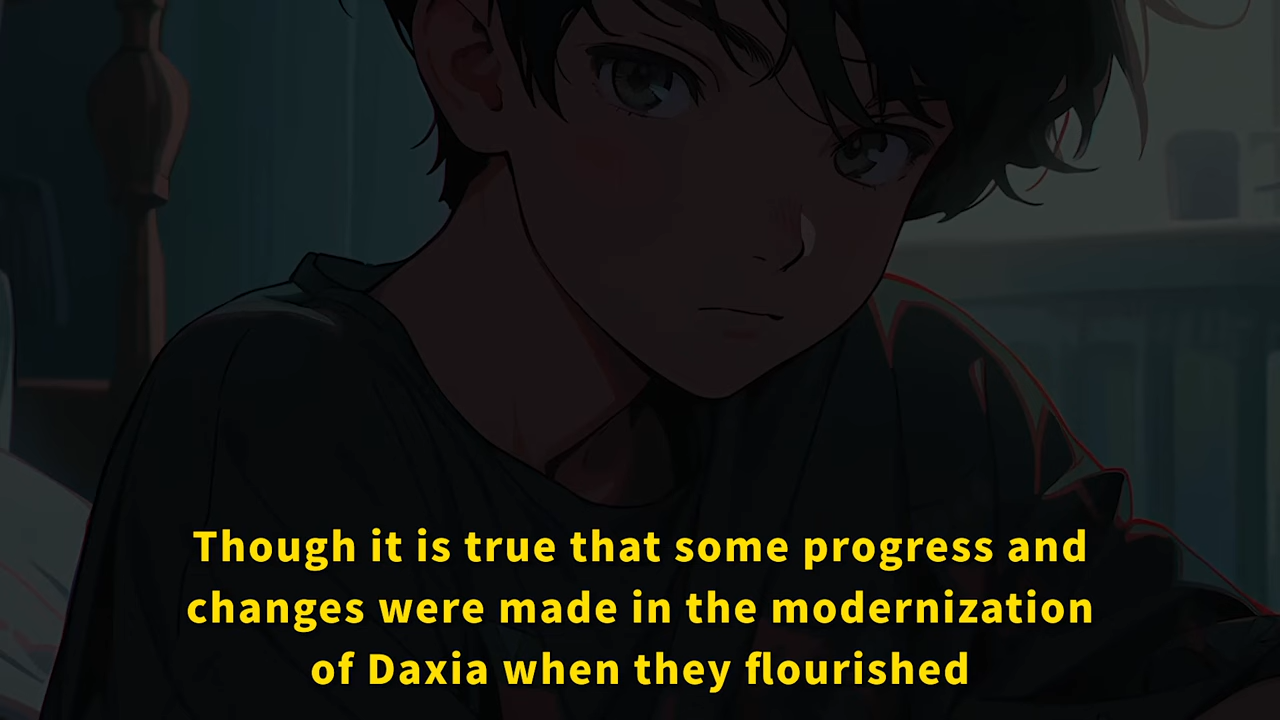 Though it is true that some progress and
changes were made in the modernization
of Daxia when they flourished